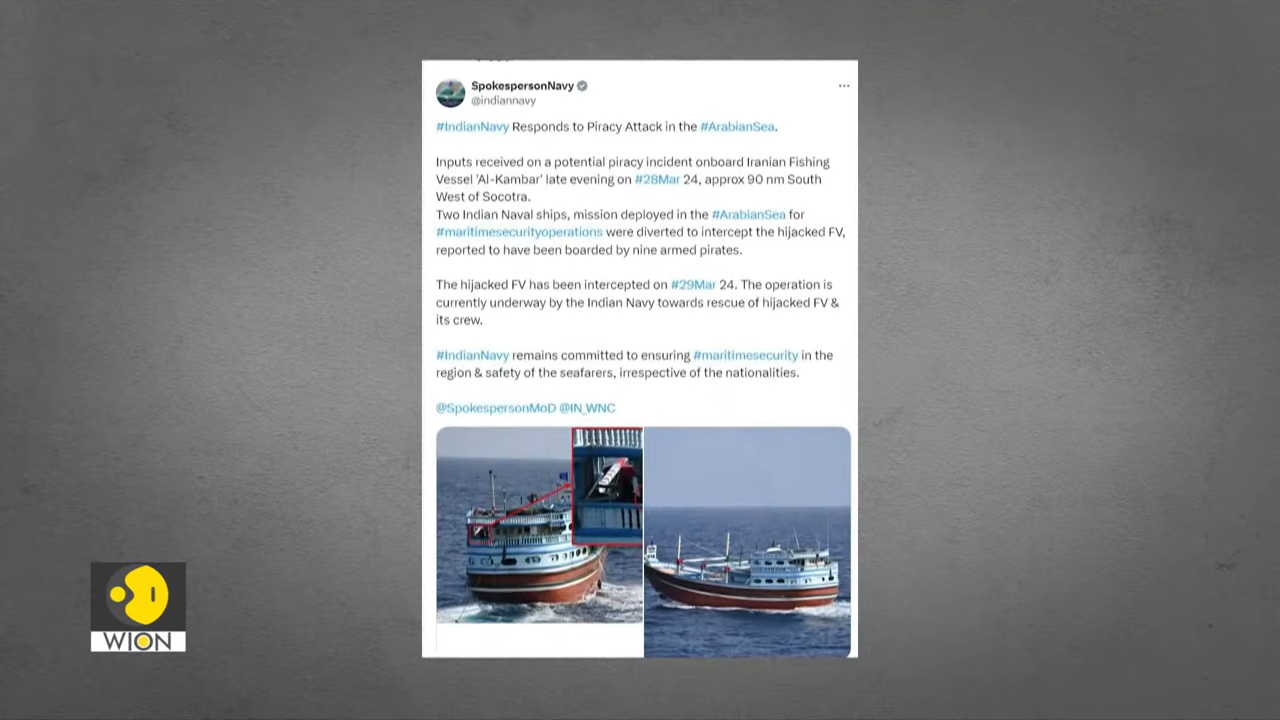 SpokespersonNavy
@indiannavy
#IndianNavy Responds to Piracy Attack in the #ArabianSea.
Inputs received on a potential piracy incident onboard Iranian Fishing
Vessel 'Al-Kambar' late evening on #28Mar 24, approx 90 nm South
West of Socotra.
Two Indian Naval ships, mission deployed in the #ArabianSea for
#maritimesecurityoperations were diverted to intercept the hijacked FV,
reported to have been boarded by nine armed pirates.
The hijacked FV has been intercepted on #29Mar 24. The operation is
currently underway by the Indian Navy towards rescue of hijacked FV &
its crew.
#IndianNavy remains committed to ensuring #maritimesecurity in the
region & safety of the seafarers, irrespective of the nationalities.
@SpokespersonMoD @IN_WNC
WION